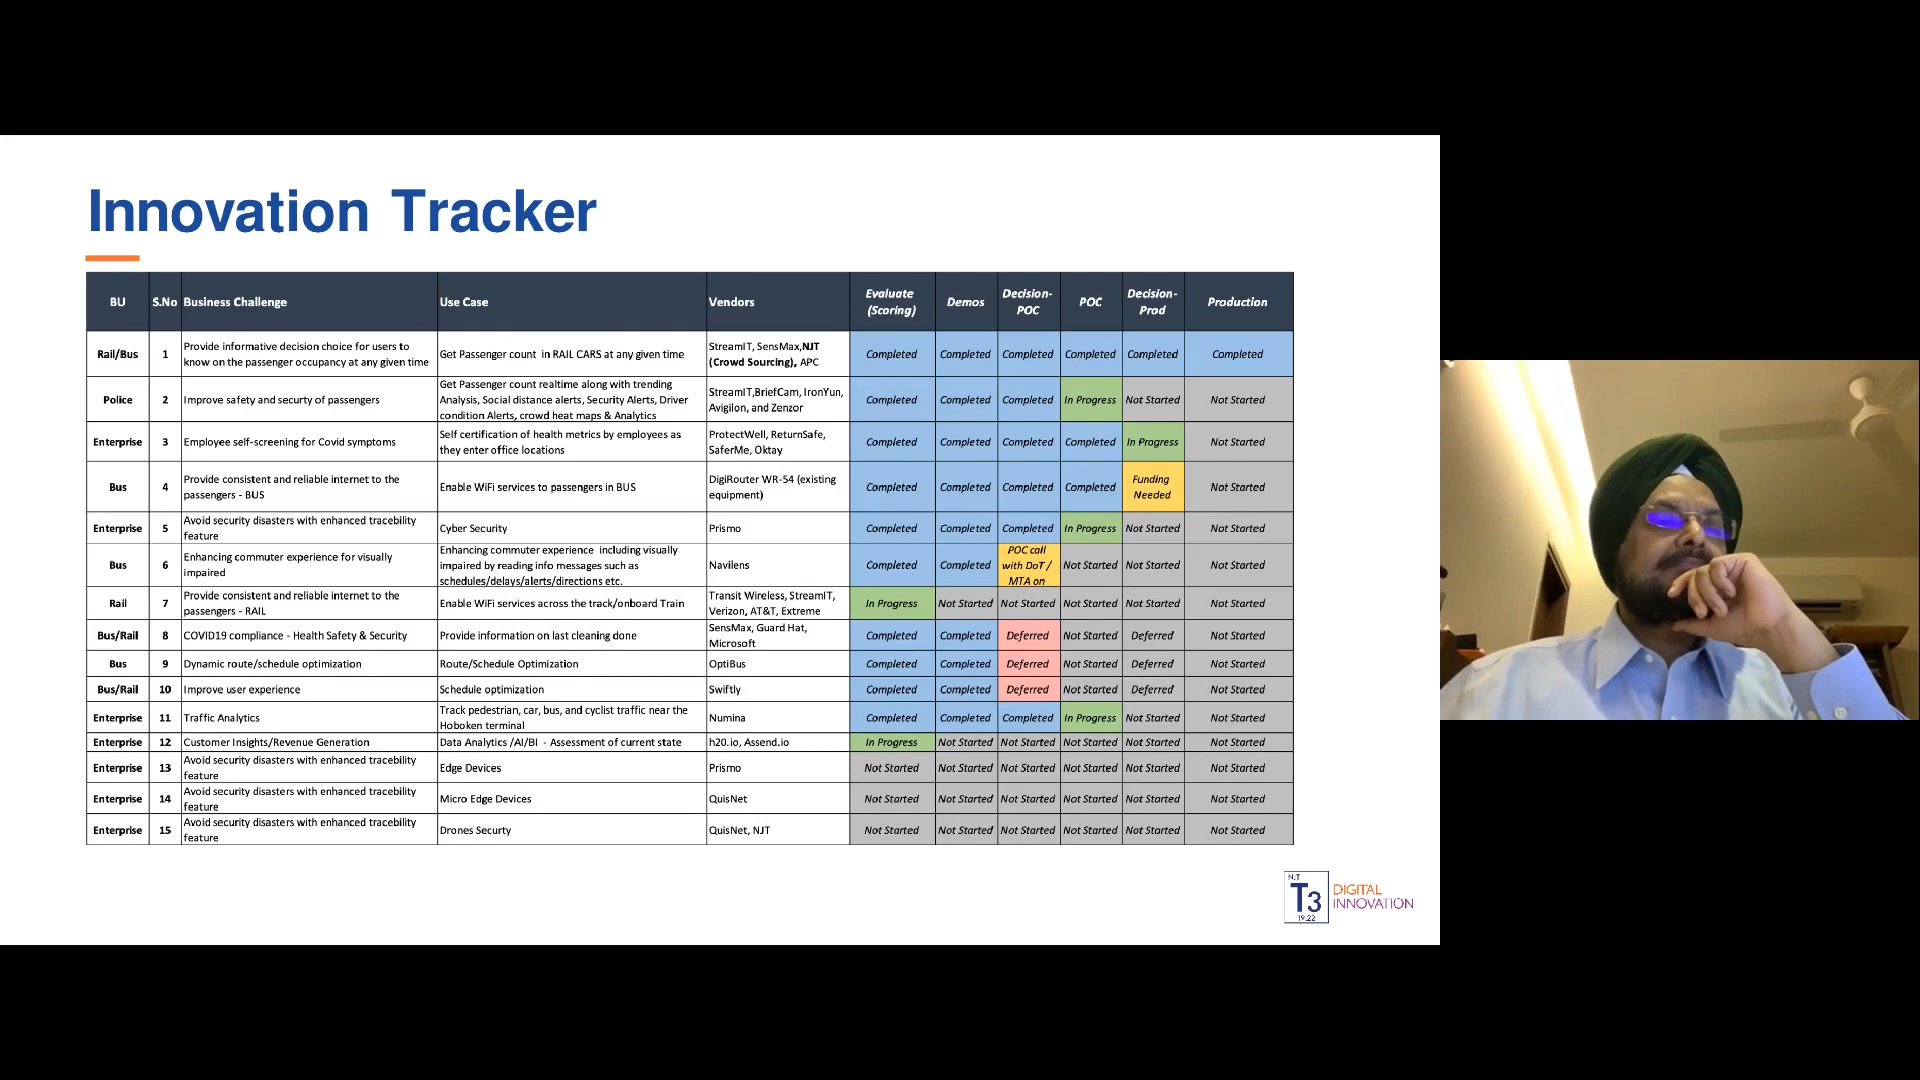 Innovation Tracker
BU S.No Business Challenge Use Case Vendors Evaluate (Scoring) Demos Decision-POC POC Decision-Prod Production
Rail/Bus 1 Provide informative decision choice for users to know on the passenger occupancy at any given time Get Passenger count in RAIL CARS at any given time StreamIT, SensMax,NJT (Crowd Sourcing), APC Completed Completed Completed Completed Completed Completed
Police 2 Improve safety and securty of passengers Get Passenger count realtime along with trending Analysis, Social distance alerts, Security Alerts, Driver condition Alerts, crowd heat maps & Analytics StreamIT,BriefCam, IronYun, Avigilon, and Zenzor Completed Completed Completed In Progress Not Started Not Started
Enterprise 3 Employee self-screening for Covid symptoms Self certification of health metrics by employees as they enter office locations ProtectWell, ReturnSafe, SaferMe, Oktay Completed Completed Completed Completed In Progress Not Started
Bus 4 Provide consistent and reliable internet to the passengers - BUS Enable WiFi services to passengers in BUS DigiRouter WR-54 (existing equipment) Completed Completed Completed Completed Funding Needed Not Started
Enterprise 5 Avoid security disasters with enhanced tracebility feature Cyber Security Prismo Completed Completed Completed In Progress Not Started Not Started
Bus 6 Enhancing commuter experience for visually impaired Enhancing commuter experience including visually impaired by reading info messages such as schedules/delays/alerts/directions etc. Navilens Completed Completed POC call with DoT / MTA on Not Started Not Started Not Started
Rail 7 Provide consistent and reliable internet to the passengers - RAIL Enable WiFi services across the track/onboard Train Transit Wireless, StreamIT, Verizon, AT&T, Extreme In Progress Not Started Not Started Not Started Not Started Not Started
Bus/Rail 8 COVID19 compliance - Health Safety & Security Provide information on last cleaning done SensMax, Guard Hat, Microsoft Completed Completed Deferred Not Started Deferred Not Started
Bus 9 Dynamic route/schedule optimization Route/Schedule Optimization OptiBus Completed Completed Deferred Not Started Deferred Not Started
Bus/Rail 10 Improve user experience Schedule optimization Swiftly Completed Completed Deferred Not Started Deferred Not Started
Enterprise 11 Traffic Analytics Track pedestrian, car, bus, and cyclist traffic near the Hoboken terminal Numina Completed Completed Completed In Progress Not Started Not Started
Enterprise 12 Customer Insights/Revenue Generation Data Analytics /AI/BI - Assessment of current state h20.io, Assend.io In Progress Not Started Not Started Not Started Not Started Not Started
Enterprise 13 Avoid security disasters with enhanced tracebility feature Edge Devices Prismo Not Started Not Started Not Started Not Started Not Started Not Started
Enterprise 14 Avoid security disasters with enhanced tracebility feature Micro Edge Devices QuisNet Not Started Not Started Not Started Not Started Not Started Not Started
Enterprise 15 Avoid security disasters with enhanced tracebility feature Drones Securty QuisNet, NJT Not Started Not Started Not Started Not Started Not Started Not Started
N.T
T3
19.22
DIGITAL
INNOVATION